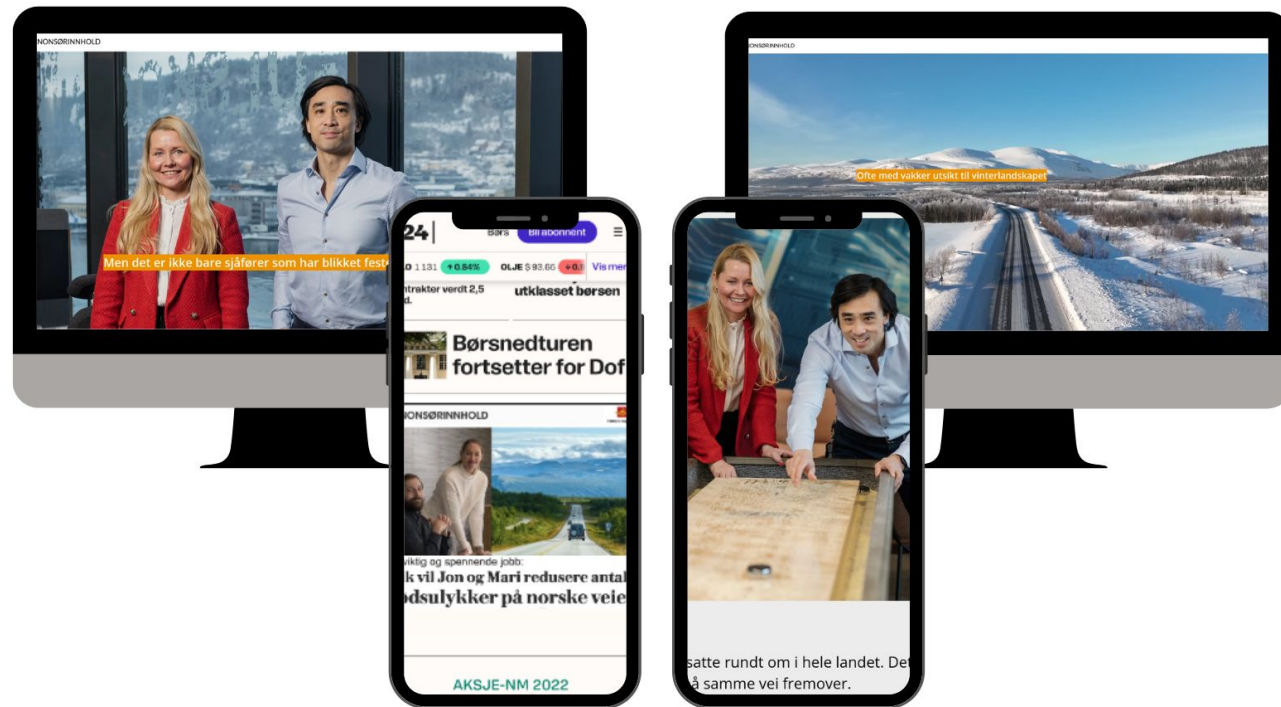 NONSØRINNHOLD
Men det er ikke bare sjåfører som har blikket fest
NONSØRINNHOLD
Ofte med vakker utsikt til vinterlandskapet
24|
Børs
Bli abonnent
1 131
+0.84%
OLJE $ 93.66
Vis mer
ntrakter verdt 2,5
d.
utklasset børsen
Børsnedturen
fortsetter for Dof
NONSØRINNHOLD
viktig og spennende jobb:
k vil Jon og Mari redusere antal
ødsulykker på norske veie
AKSJE-NM 2022
satte rundt om i hele landet. Det
å samme vei fremover.